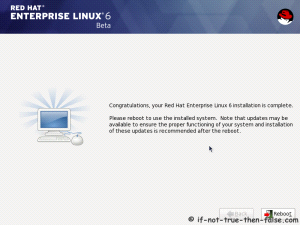 RED HAT
ENTERPRISE LINUX 6
Beta
Congratulations, your Red Hat Enterprise Linux 6 installation is complete.
Please reboot to use the installed system. Note that updates may be
available to ensure the proper functioning of your system and installation
of these updates is recommended after the reboot.
Back
Reboot
© if-not-true-then-false.com